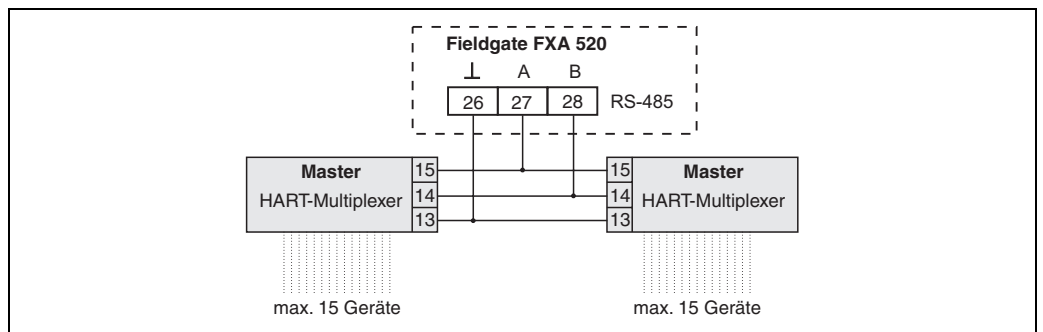 Fieldgate FXA 520
⊥ A B
26 27 28 RS-485
Master 15 15 Master
HART-Multiplexer 14 14 HART-Multiplexer
13 13
max. 15 Geräte max. 15 Geräte